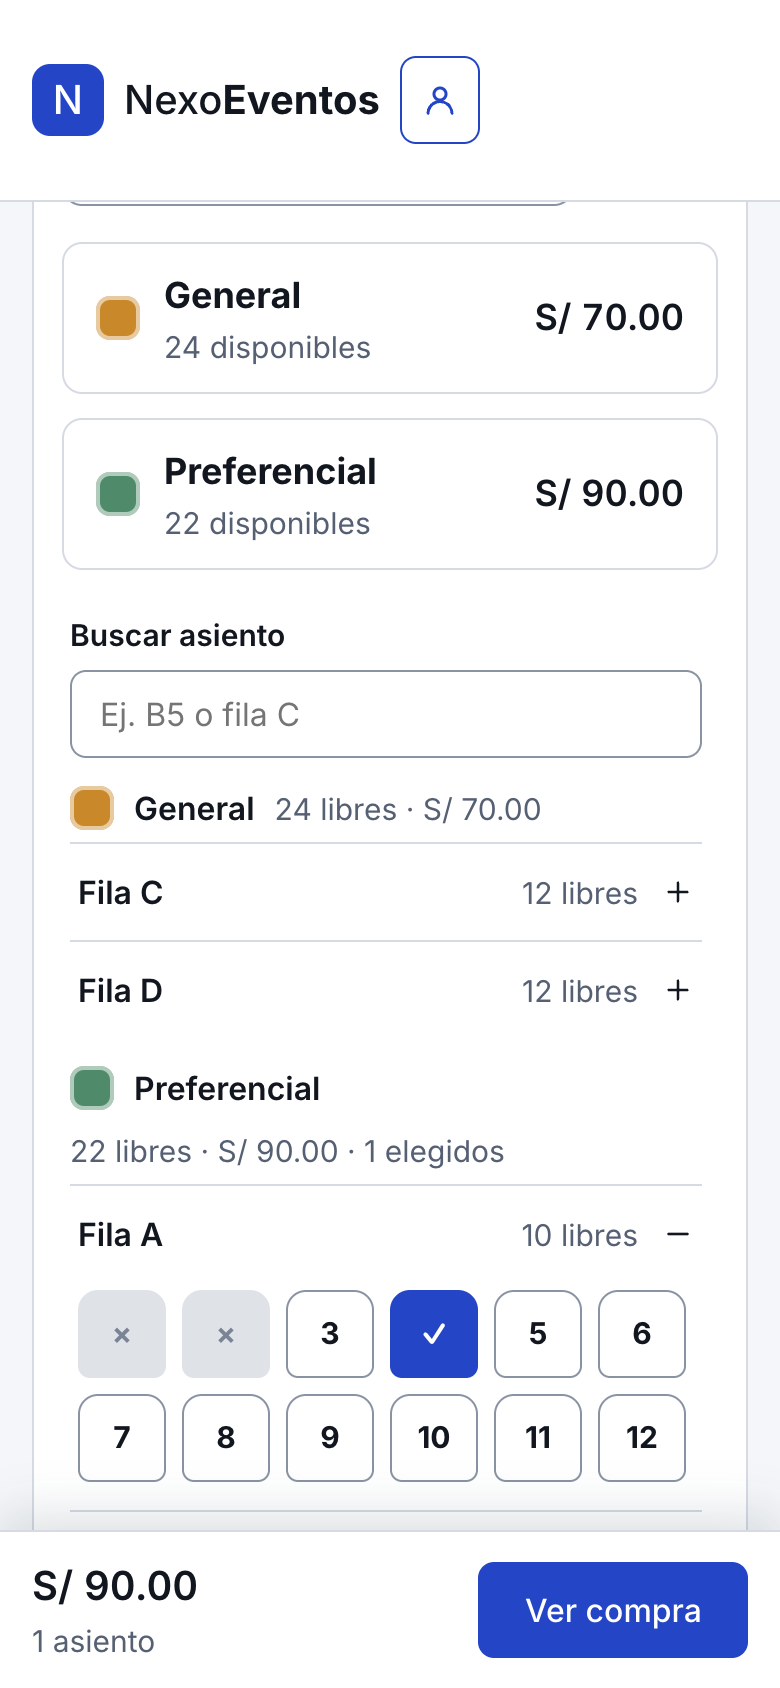 N NexoEventos
General
24 disponibles
S/ 70.00
Preferencial
22 disponibles
S/ 90.00
Buscar asiento
Ej. B5 o fila C
General 24 libres · S/ 70.00
Fila C 12 libres +
Fila D 12 libres +
Preferencial
22 libres · S/ 90.00 · 1 elegidos
Fila A 10 libres −
× × 3 ✓ 5 6
7 8 9 10 11 12
S/ 90.00
1 asiento
Ver compra